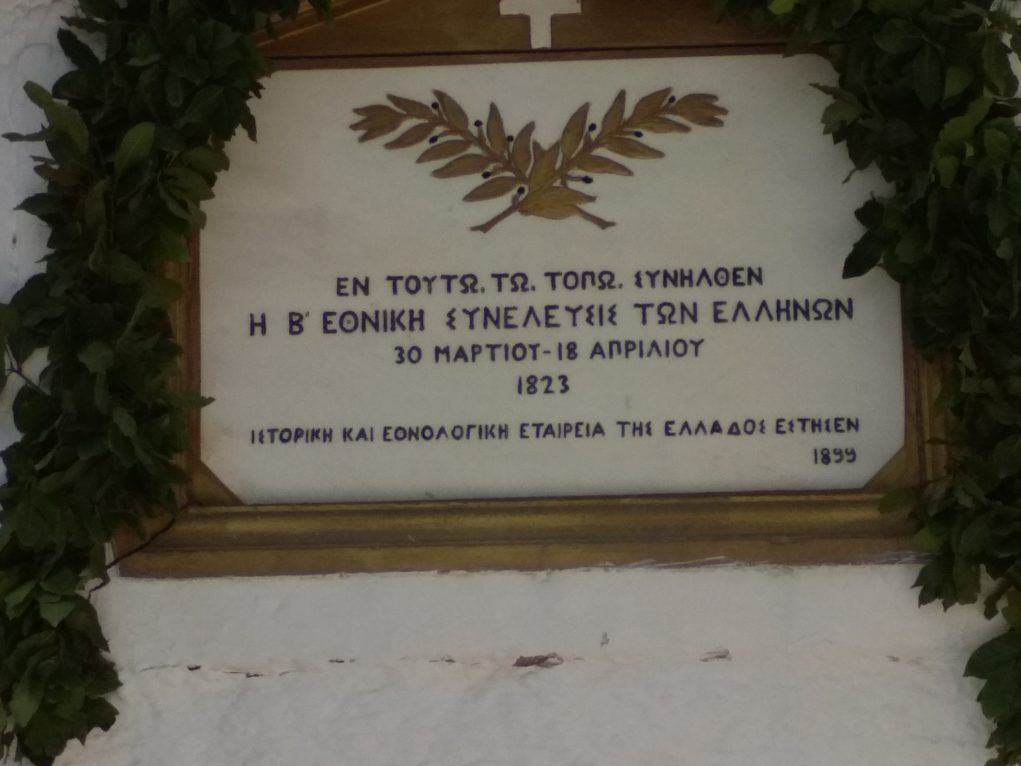 ΕΝ ΤΟΥΤΩ. ΤΩ. ΤΟΠΩ. ΣΥΝΗΛΘΕΝ
Η Β΄ ΕΘΝΙΚΗ ΣΥΝΕΛΕΥΣΙΣ ΤΩΝ ΕΛΛΗΝΩΝ
30 ΜΑΡΤΙΟΥ-18 ΑΠΡΙΛΙΟΥ
1823
ΙΣΤΟΡΙΚΗ ΚΑΙ ΕΘΝΟΛΟΓΙΚΗ ΕΤΑΙΡΕΙΑ ΤΗΣ ΕΛΛΑΔΟΣ ΕΣΤΗΣΕΝ
1899